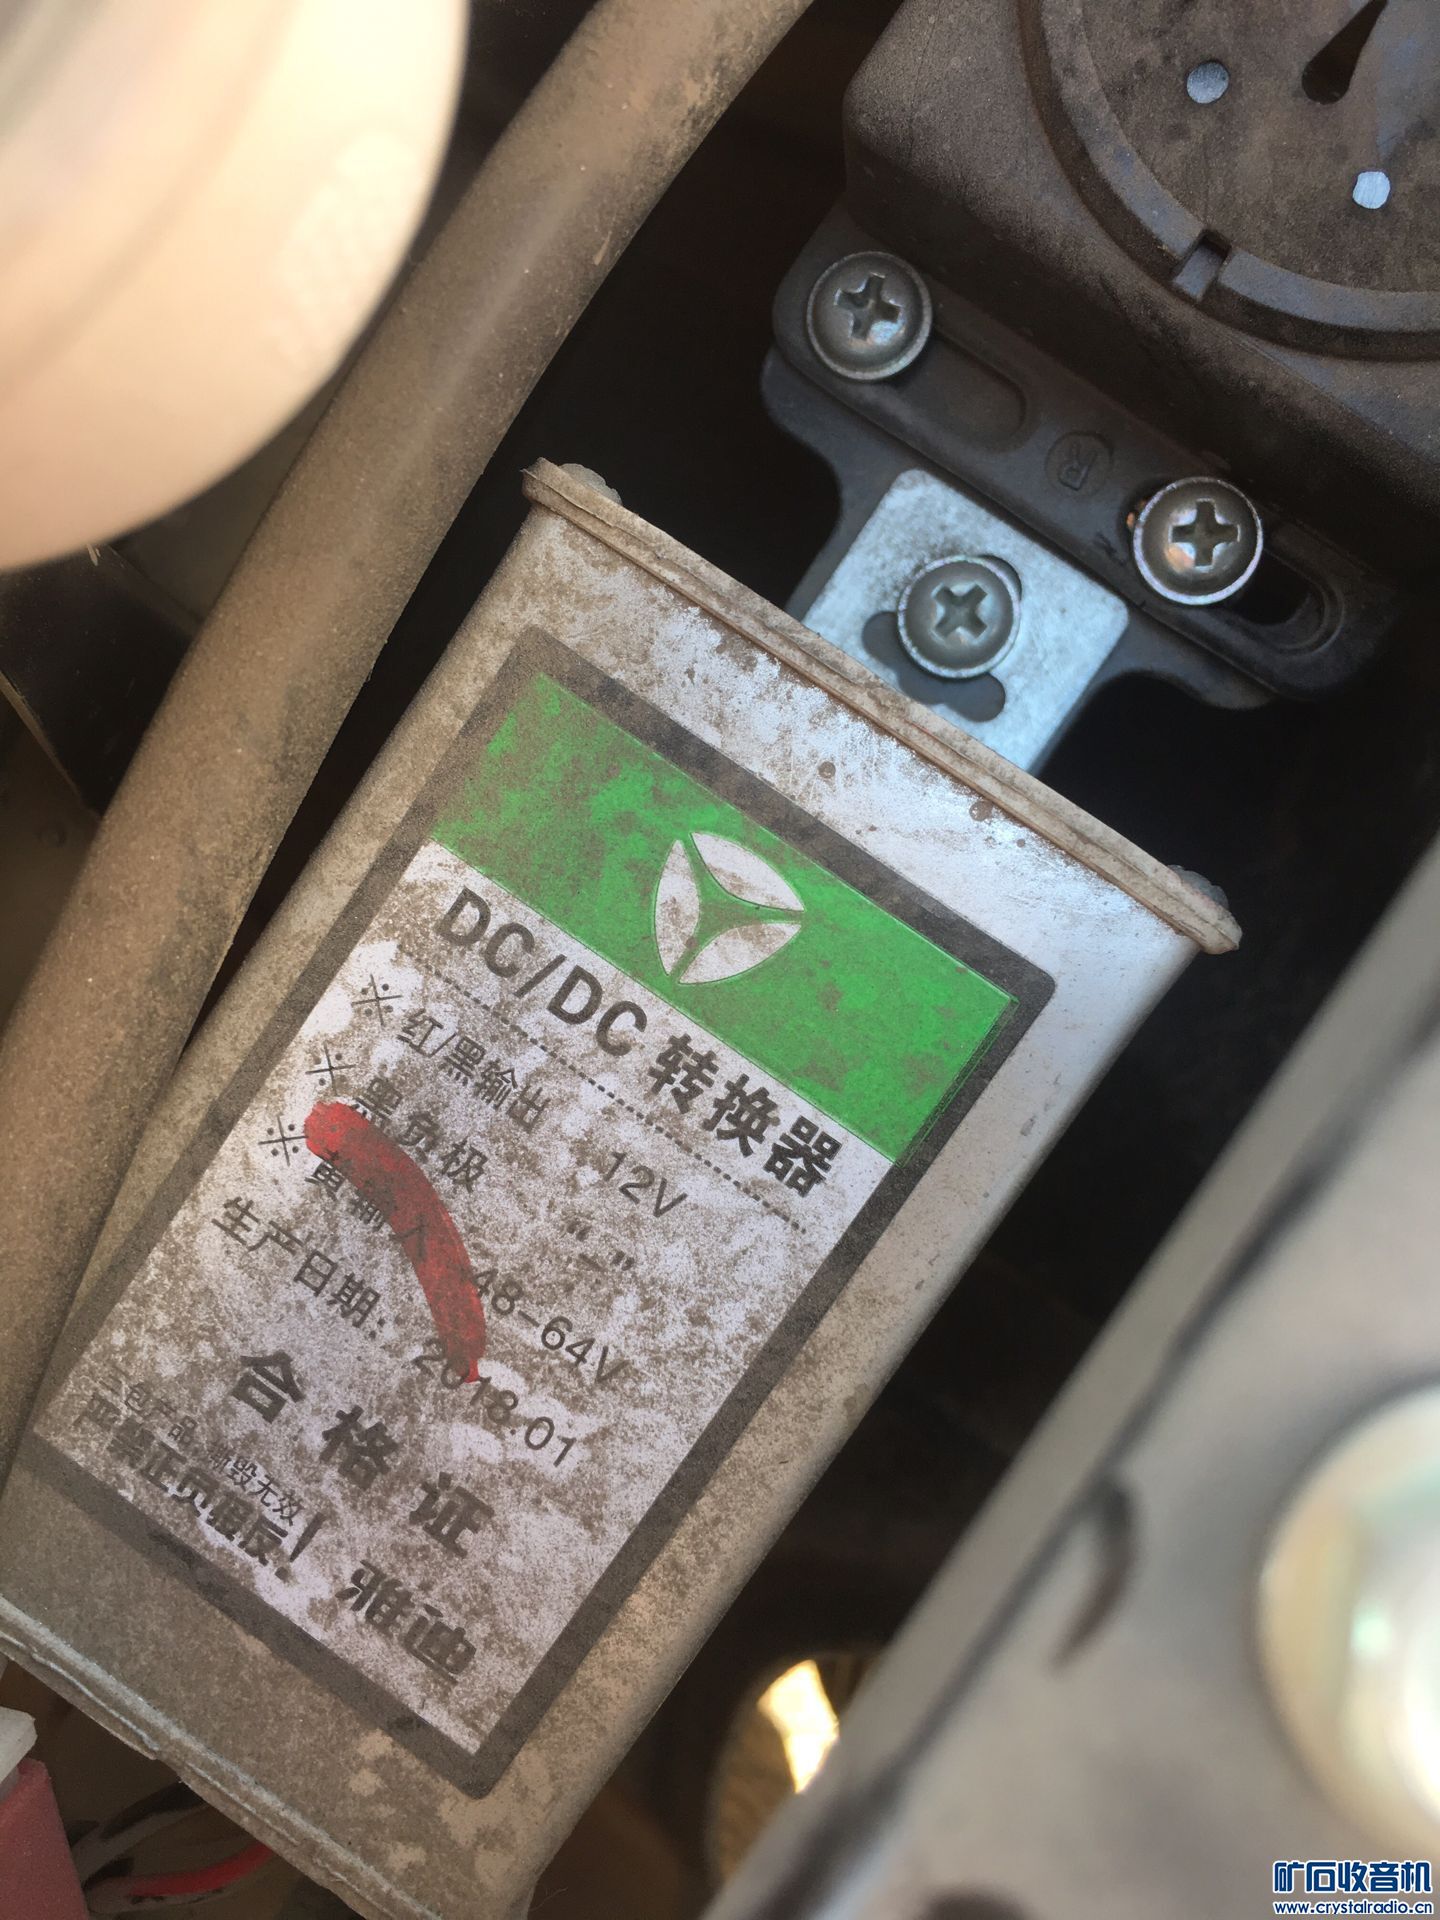 R
DC/DC 转换器
※ 红/黑输出 12V
※ 黑负极 “-”
※ 黄输入 48-64V
生产日期: 2018.01
合格证
三包产品 撕毁无效
严禁正负接反! 雅迪
矿石收音机
www.crystalradio.cn